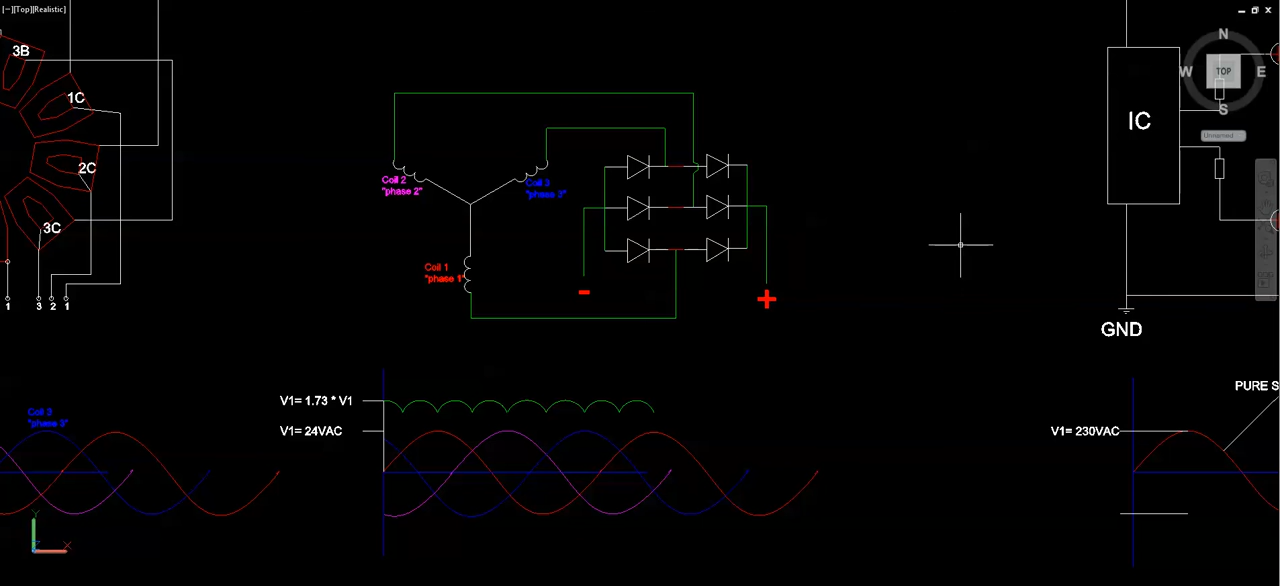 [−][Top][Realistic]
N
W
TOP
E
S
Unnamed
3B
1C
2C
3C
1
3 2 1
Coil 2
"phase 2"
Coil 3
"phase 3"
Coil 1
"phase 1"
-
+
IC
GND
Coil 3
"phase 3"
V1= 1.73 * V1
V1= 24VAC
V1= 230VAC
PURE S
Y
X